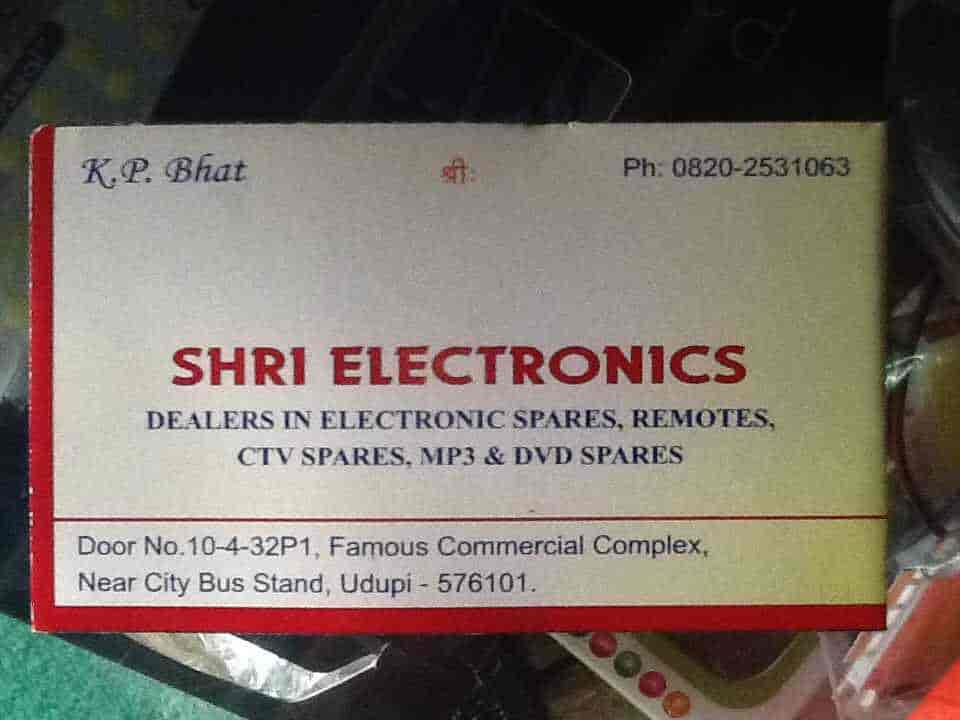 K.P. Bhat श्रीः Ph: 0820-2531063
SHRI ELECTRONICS
DEALERS IN ELECTRONIC SPARES, REMOTES,
CTV SPARES, MP3 & DVD SPARES
Door No.10-4-32P1, Famous Commercial Complex,
Near City Bus Stand, Udupi - 576101.